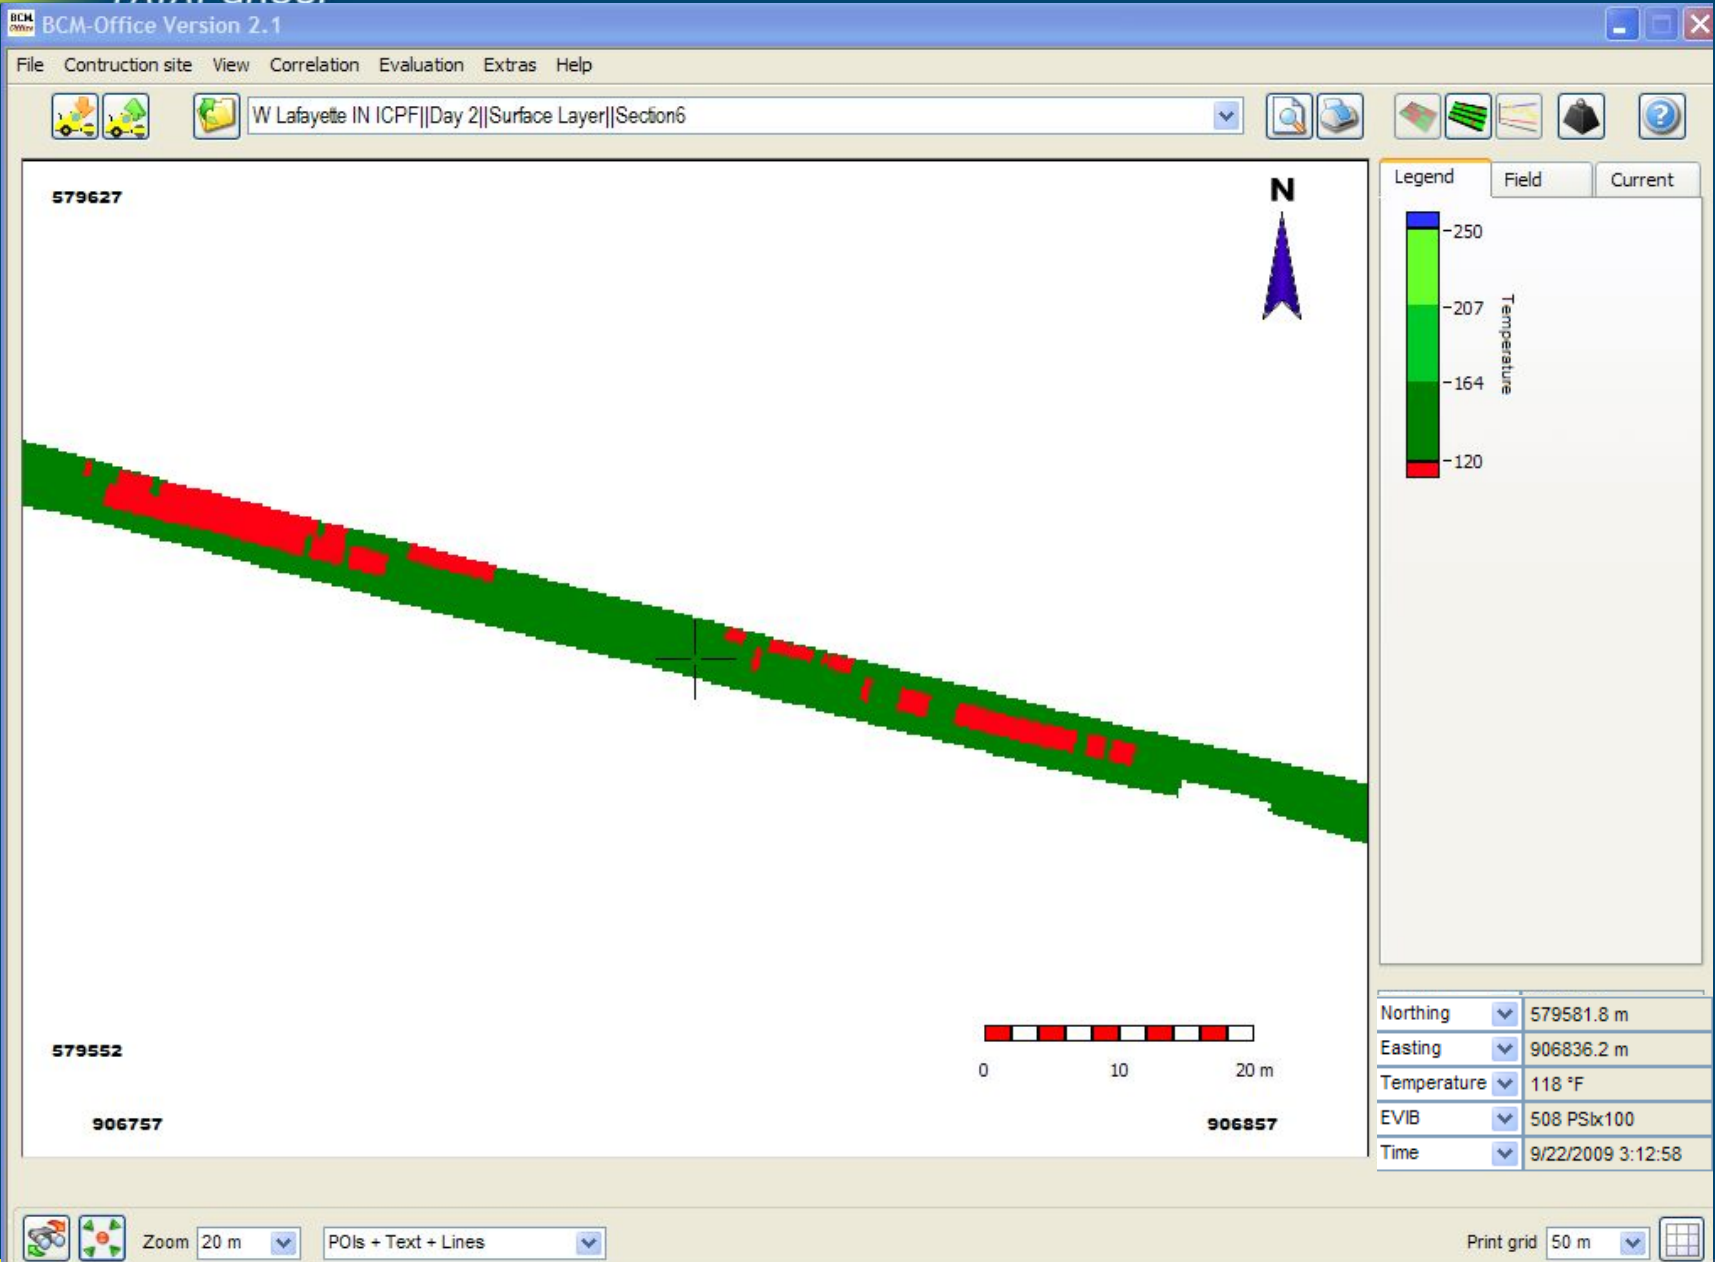 BCM-Office Version 2.1
File Contruction site View Correlation Evaluation Extras Help
W Lafayette IN ICPF||Day 2||Surface Layer||Section6
579627
N
Legend Field Current
250
207
164
120
Temperature
579552
0 10 20 m
906757 906857
Northing 579581.8 m
Easting 906836.2 m
Temperature 118 °F
EVIB 508 PSIx100
Time 9/22/2009 3:12:58
Zoom 20 m POIs + Text + Lines Print grid 50 m